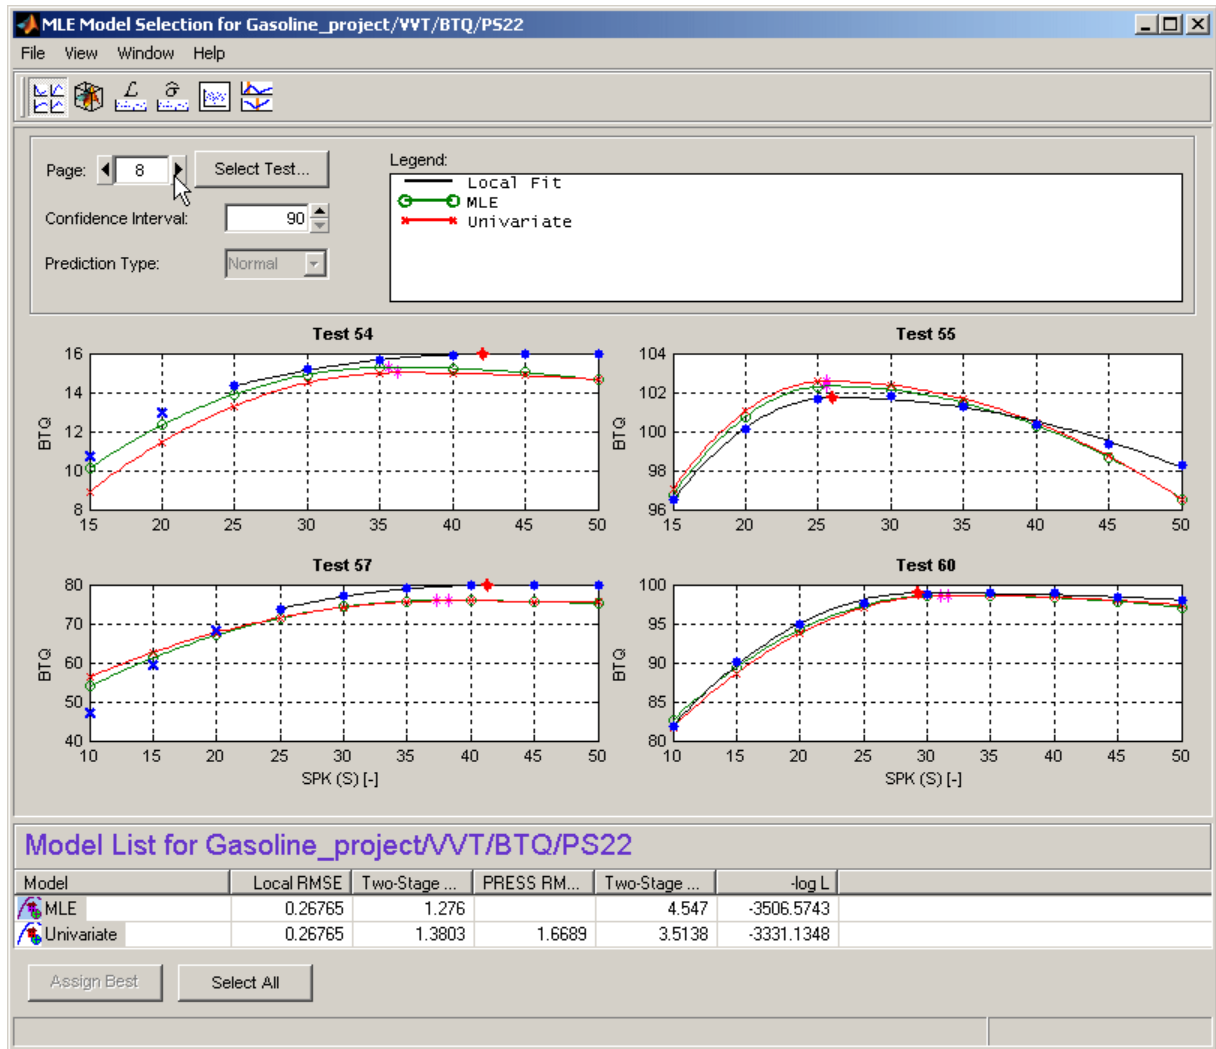 MLE Model Selection for Gasoline_project/VVT/BTQ/PS22
File View Window Help
Page: 8 Select Test...
Confidence Interval: 90
Prediction Type: Normal
Legend:
Local Fit
MLE
Univariate
Test 54
BTQ
16
14
12
10
8
15 20 25 30 35 40 45 50
Test 55
BTQ
104
102
100
98
96
15 20 25 30 35 40 45 50
Test 57
BTQ
80
70
60
50
40
10 15 20 25 30 35 40 45 50
SPK (S) [-]
Test 60
BTQ
100
95
90
85
80
10 15 20 25 30 35 40 45 50
SPK (S) [-]
Model List for Gasoline_project/VVT/BTQ/PS22
Model Local RMSE Two-Stage ... PRESS RM... Two-Stage ... -log L
MLE 0.26765 1.276 4.547 -3506.5743
Univariate 0.26765 1.3803 1.6689 3.5138 -3331.1348
Assign Best Select All